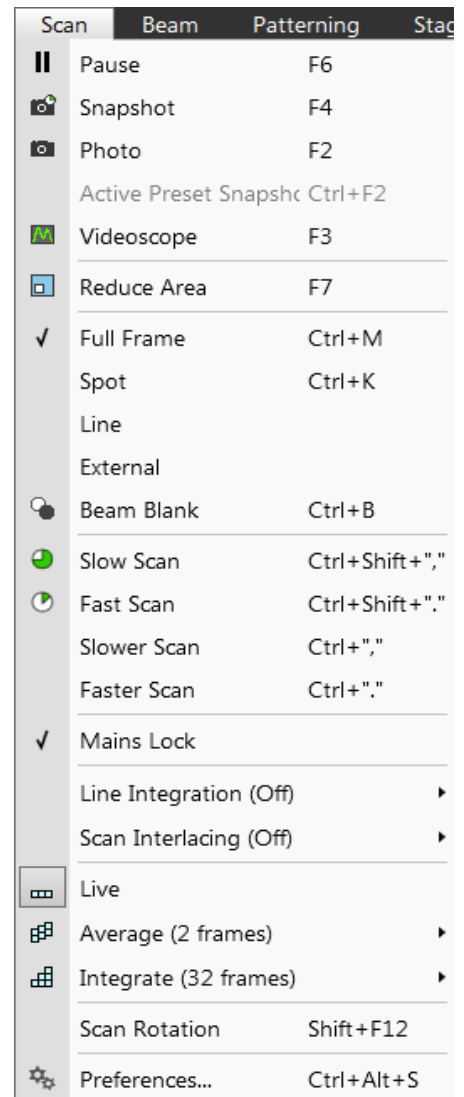 Scan Beam Patterning Stag
Pause F6
Snapshot F4
Photo F2
Active Preset Snapsho Ctrl+F2
Videoscope F3
Reduce Area F7
Full Frame Ctrl+M
Spot Ctrl+K
Line
External
Beam Blank Ctrl+B
Slow Scan Ctrl+Shift+","
Fast Scan Ctrl+Shift+"."
Slower Scan Ctrl+","
Faster Scan Ctrl+"."
Mains Lock
Line Integration (Off)
Scan Interlacing (Off)
Live
Average (2 frames)
Integrate (32 frames)
Scan Rotation Shift+F12
Preferences... Ctrl+Alt+S